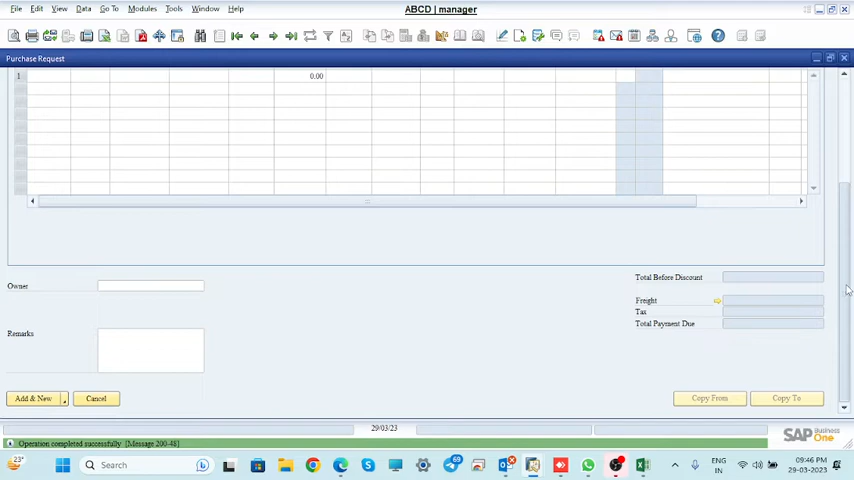 ABCD | manager
File Edit View Data Go To Modules Tools Window Help
Purchase Request
1 0.00
Total Before Discount
Owner
Freight
Tax
Total Payment Due
Remarks
Add & New Cancel Copy From Copy To
29/03/23
Operation completed successfully [Message 200-48]
SAP Business One
23° Search 69 ENG IN 09:46 PM 29-03-2023